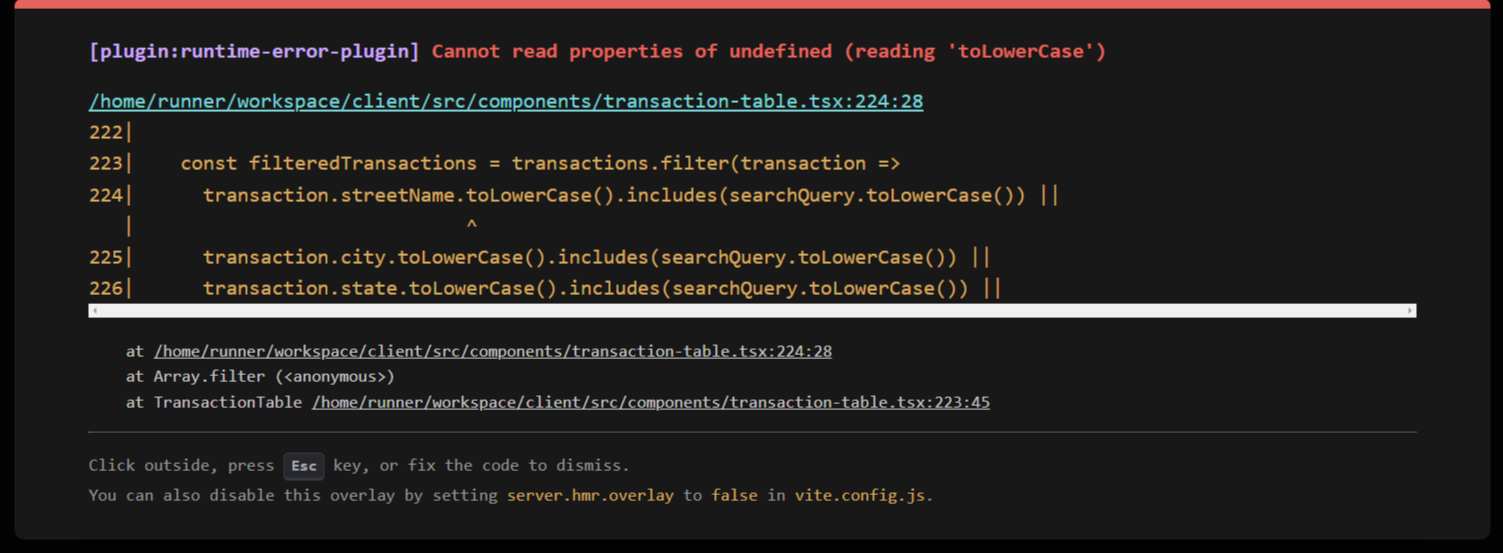 [plugin:runtime-error-plugin] Cannot read properties of undefined (reading 'toLowerCase')
/home/runner/workspace/client/src/components/transaction-table.tsx:224:28
222|
223|    const filteredTransactions = transactions.filter(transaction =>
224|      transaction.streetName.toLowerCase().includes(searchQuery.toLowerCase()) ||
   |                             ^
225|      transaction.city.toLowerCase().includes(searchQuery.toLowerCase()) ||
226|      transaction.state.toLowerCase().includes(searchQuery.toLowerCase()) ||
at /home/runner/workspace/client/src/components/transaction-table.tsx:224:28
at Array.filter (<anonymous>)
at TransactionTable /home/runner/workspace/client/src/components/transaction-table.tsx:223:45
Click outside, press Esc key, or fix the code to dismiss.
You can also disable this overlay by setting server.hmr.overlay to false in vite.config.js.